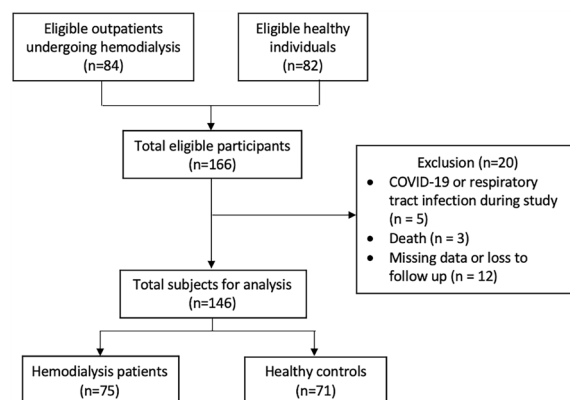 Eligible outpatients
undergoing hemodialysis
(n=84)
Eligible healthy
individuals
(n=82)
Total eligible participants
(n=166)
Exclusion (n=20)
• COVID-19 or respiratory
tract infection during study
(n = 5)
• Death (n = 3)
• Missing data or loss to
follow up (n = 12)
Total subjects for analysis
(n=146)
Hemodialysis patients
(n=75)
Healthy controls
(n=71)